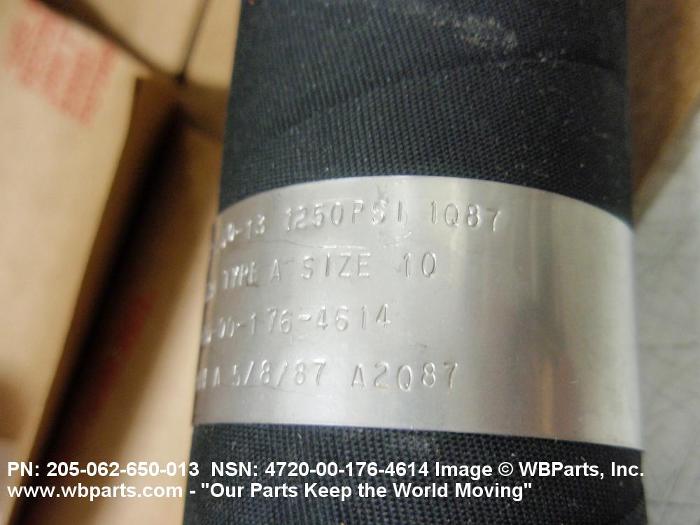 -13 1250PSI 1Q87
TYPE A SIZE 10
-00-176-4614
A 5/8/87 A2Q87
PN: 205-062-650-013 NSN: 4720-00-176-4614 Image © WBParts, Inc.
www.wbparts.com - "Our Parts Keep the World Moving"